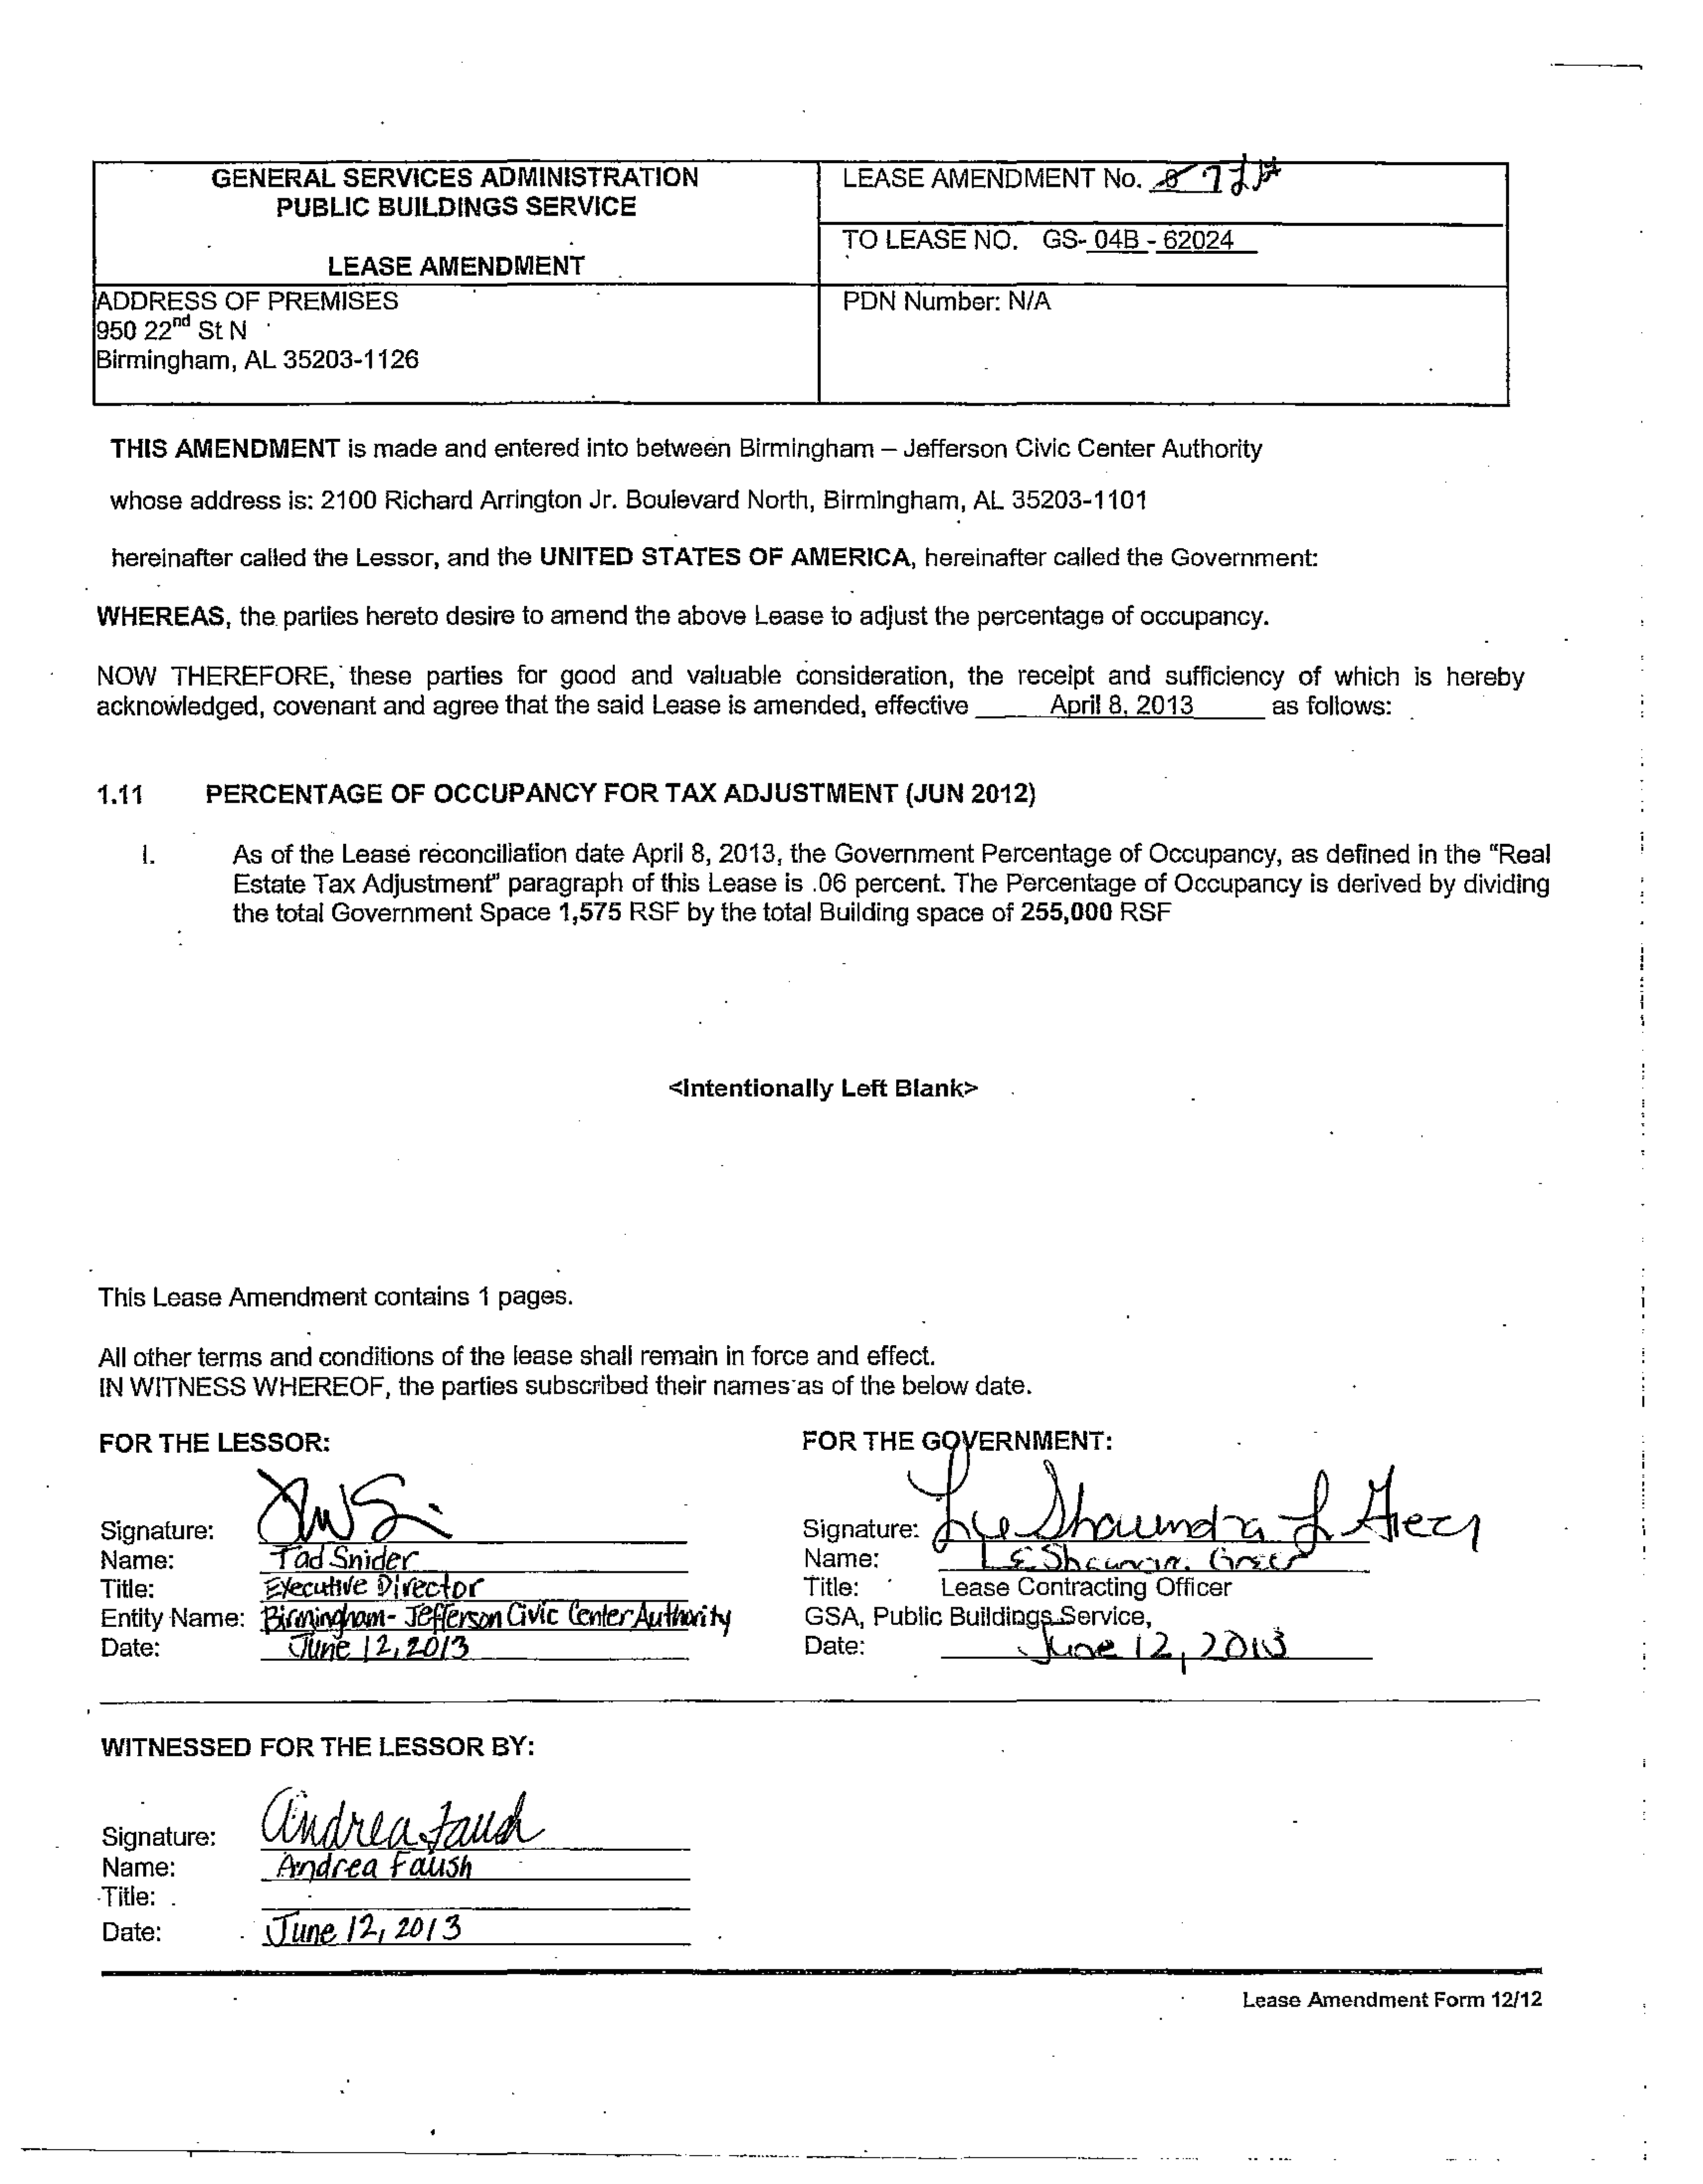 GENERAL SERVICES ADMINISTRATION
PUBLIC BUILDINGS SERVICE
LEASE AMENDMENT
LEASE AMENDMENT No. 8 7
TO LEASE NO. GS- 04B - 62024
ADDRESS OF PREMISES
950 22nd St N
Birmingham, AL 35203-1126
PDN Number: N/A
THIS AMENDMENT is made and entered into between Birmingham – Jefferson Civic Center Authority
whose address is: 2100 Richard Arrington Jr. Boulevard North, Birmingham, AL 35203-1101
hereinafter called the Lessor, and the UNITED STATES OF AMERICA, hereinafter called the Government:
WHEREAS, the parties hereto desire to amend the above Lease to adjust the percentage of occupancy.
NOW THEREFORE, these parties for good and valuable consideration, the receipt and sufficiency of which is hereby
acknowledged, covenant and agree that the said Lease is amended, effective April 8, 2013 as follows:
1.11 PERCENTAGE OF OCCUPANCY FOR TAX ADJUSTMENT (JUN 2012)
I. As of the Lease reconciliation date April 8, 2013, the Government Percentage of Occupancy, as defined in the "Real
Estate Tax Adjustment" paragraph of this Lease is .06 percent. The Percentage of Occupancy is derived by dividing
the total Government Space 1,575 RSF by the total Building space of 255,000 RSF
<Intentionally Left Blank>
This Lease Amendment contains 1 pages.
All other terms and conditions of the lease shall remain in force and effect.
IN WITNESS WHEREOF, the parties subscribed their names as of the below date.
FOR THE LESSOR:
Signature:
Name: Tad Snider
Title: Executive Director
Entity Name: Birmingham- Jefferson Civic Center Authority
Date: June 12, 2013
FOR THE GOVERNMENT:
Signature:
Name:
Title: Lease Contracting Officer
GSA, Public Buildings Service,
Date: June 12, 2013
WITNESSED FOR THE LESSOR BY:
Signature: Andrea Faush
Name: Andrea Faush
Title:
Date: June 12, 2013
Lease Amendment Form 12/12